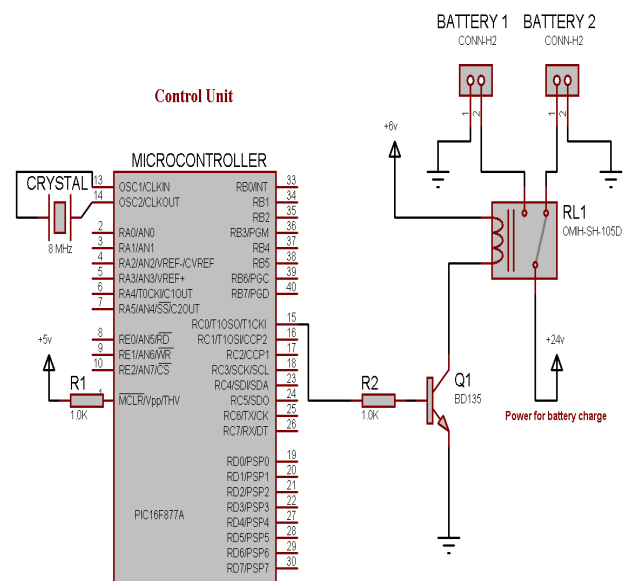 BATTERY 1 BATTERY 2
CONN-H2 CONN-H2
Control Unit
1 2 1 2
+6v
MICROCONTROLLER
CRYSTAL
8 MHz
13 OSC1/CLKIN RB0/INT 33
14 OSC2/CLKOUT RB1 34
RB2 35
2 RA0/AN0 RB3/PGM 36
3 RA1/AN1 RB4 37
4 RA2/AN2/VREF-/CVREF RB5 38
5 RA3/AN3/VREF+ RB6/PGC 39
6 RA4/T0CKI/C1OUT RB7/PGD 40
7 RA5/AN4/SS/C2OUT
RC0/T1OSO/T1CKI 15
8 RE0/AN5/RD RC1/T1OSI/CCP2 16
9 RE1/AN6/WR RC2/CCP1 17
10 RE2/AN7/CS RC3/SCK/SCL 18
RC4/SDI/SDA 23
1 MCLR/Vpp/THV RC5/SDO 24
RC6/TX/CK 25
RC7/RX/DT 26
RD0/PSP0 19
RD1/PSP1 20
RD2/PSP2 21
RD3/PSP3 22
RD4/PSP4 27
RD5/PSP5 28
RD6/PSP6 29
RD7/PSP7 30
PIC16F877A
+5v
R1
1.0K
R2
1.0K
Q1
BD135
RL1
OMIH-SH-105D
+24v
Power for battery charge